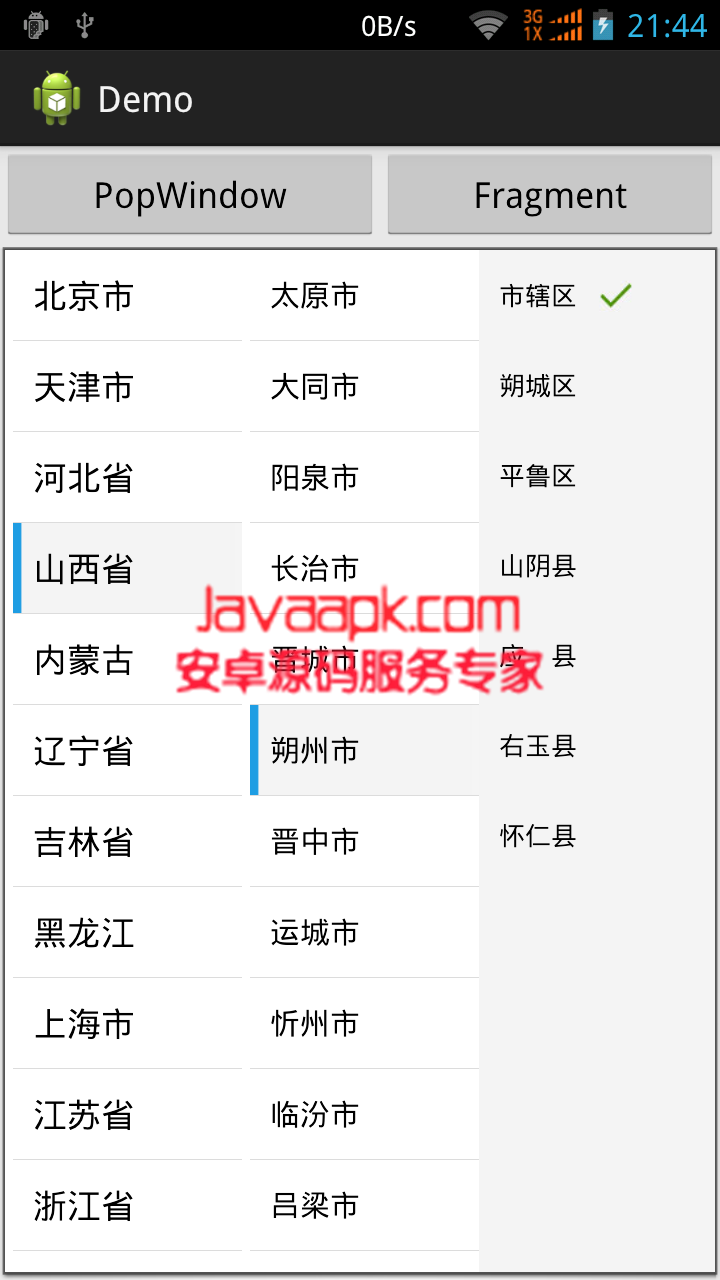 0B/s 3G 1X 21:44
Demo
PopWindow Fragment
北京市 太原市 市辖区
天津市 大同市 朔城区
河北省 阳泉市 平鲁区
山西省 长治市 山阴县
Javaapk.com
内蒙古 晋城市 县
安卓源码服务专家
辽宁省 朔州市 右玉县
吉林省 晋中市 怀仁县
黑龙江 运城市
上海市 忻州市
江苏省 临汾市
浙江省 吕梁市